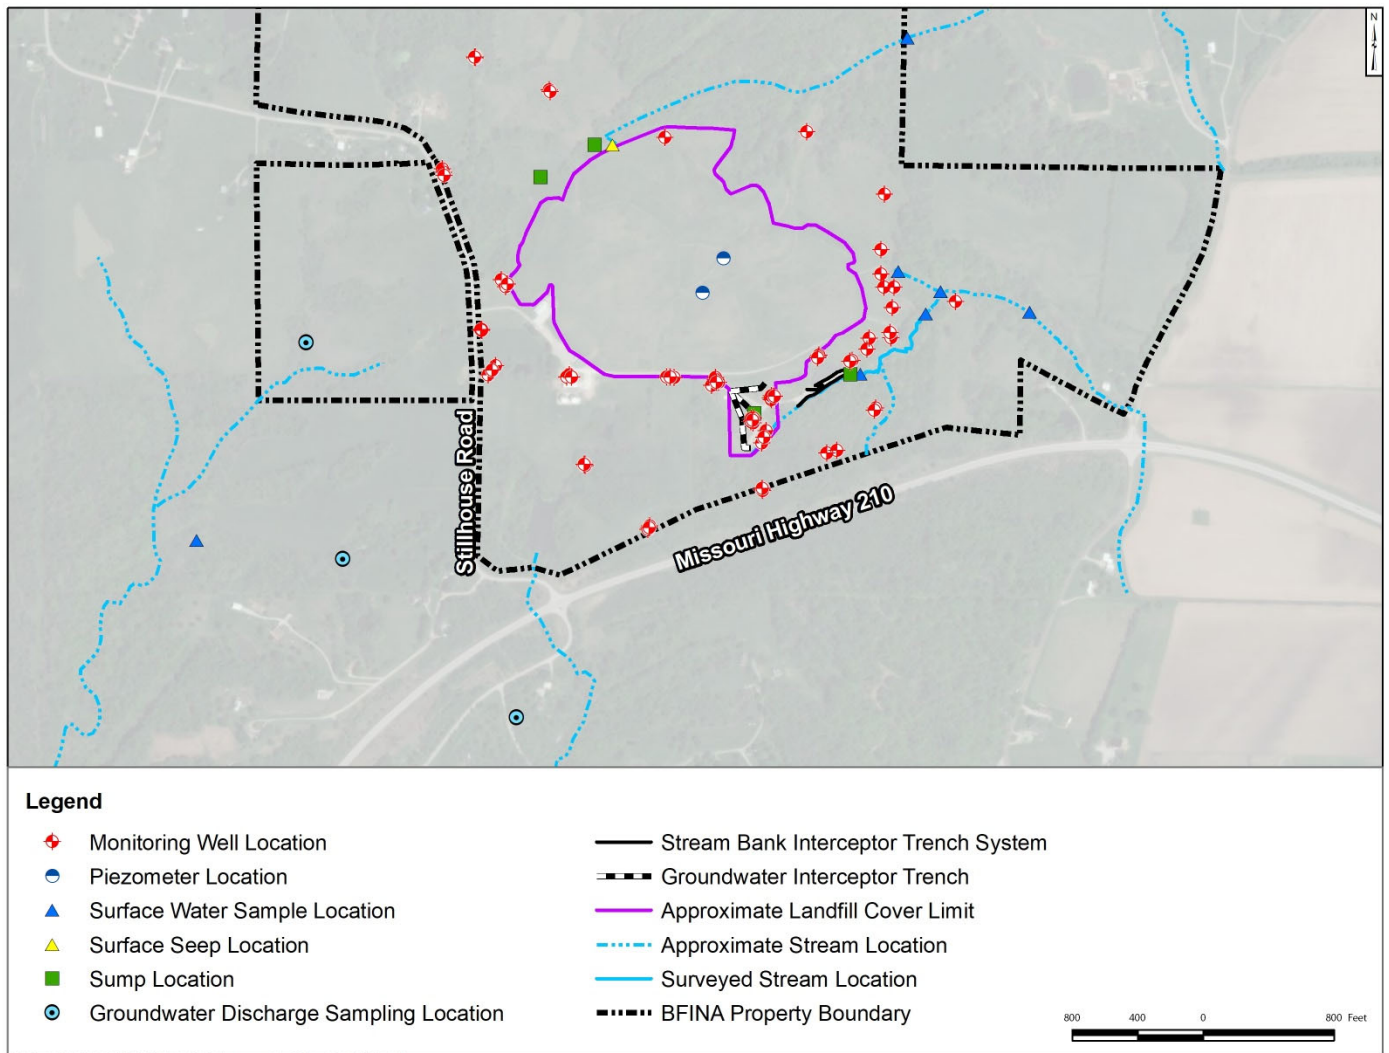 N
Stillhouse Road
Missouri Highway 210
Legend
Monitoring Well Location
Piezometer Location
Surface Water Sample Location
Surface Seep Location
Sump Location
Groundwater Discharge Sampling Location
Stream Bank Interceptor Trench System
Groundwater Interceptor Trench
Approximate Landfill Cover Limit
Approximate Stream Location
Surveyed Stream Location
BFINA Property Boundary
800 400 0 800 Feet